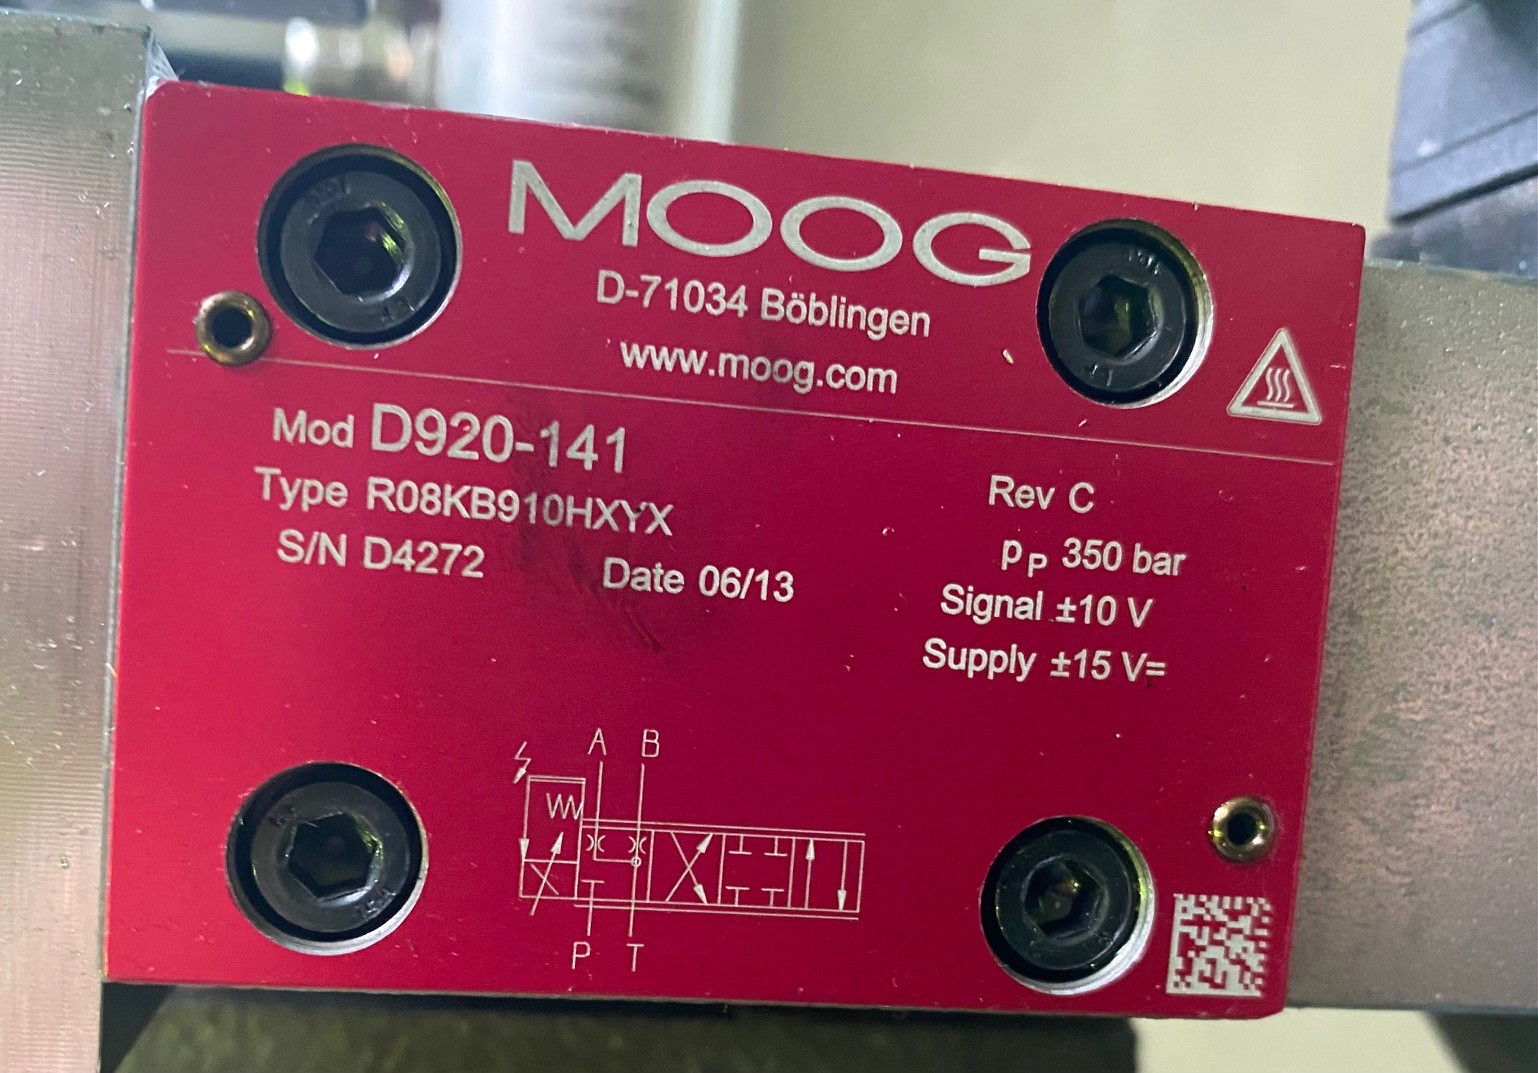 MOOG
D-71034 Böblingen
www.moog.com
Mod D920-141
Type R08KB910HXYX
S/N D4272 Date 06/13
Rev C
pP 350 bar
Signal ±10 V
Supply ±15 V=
A B
P T